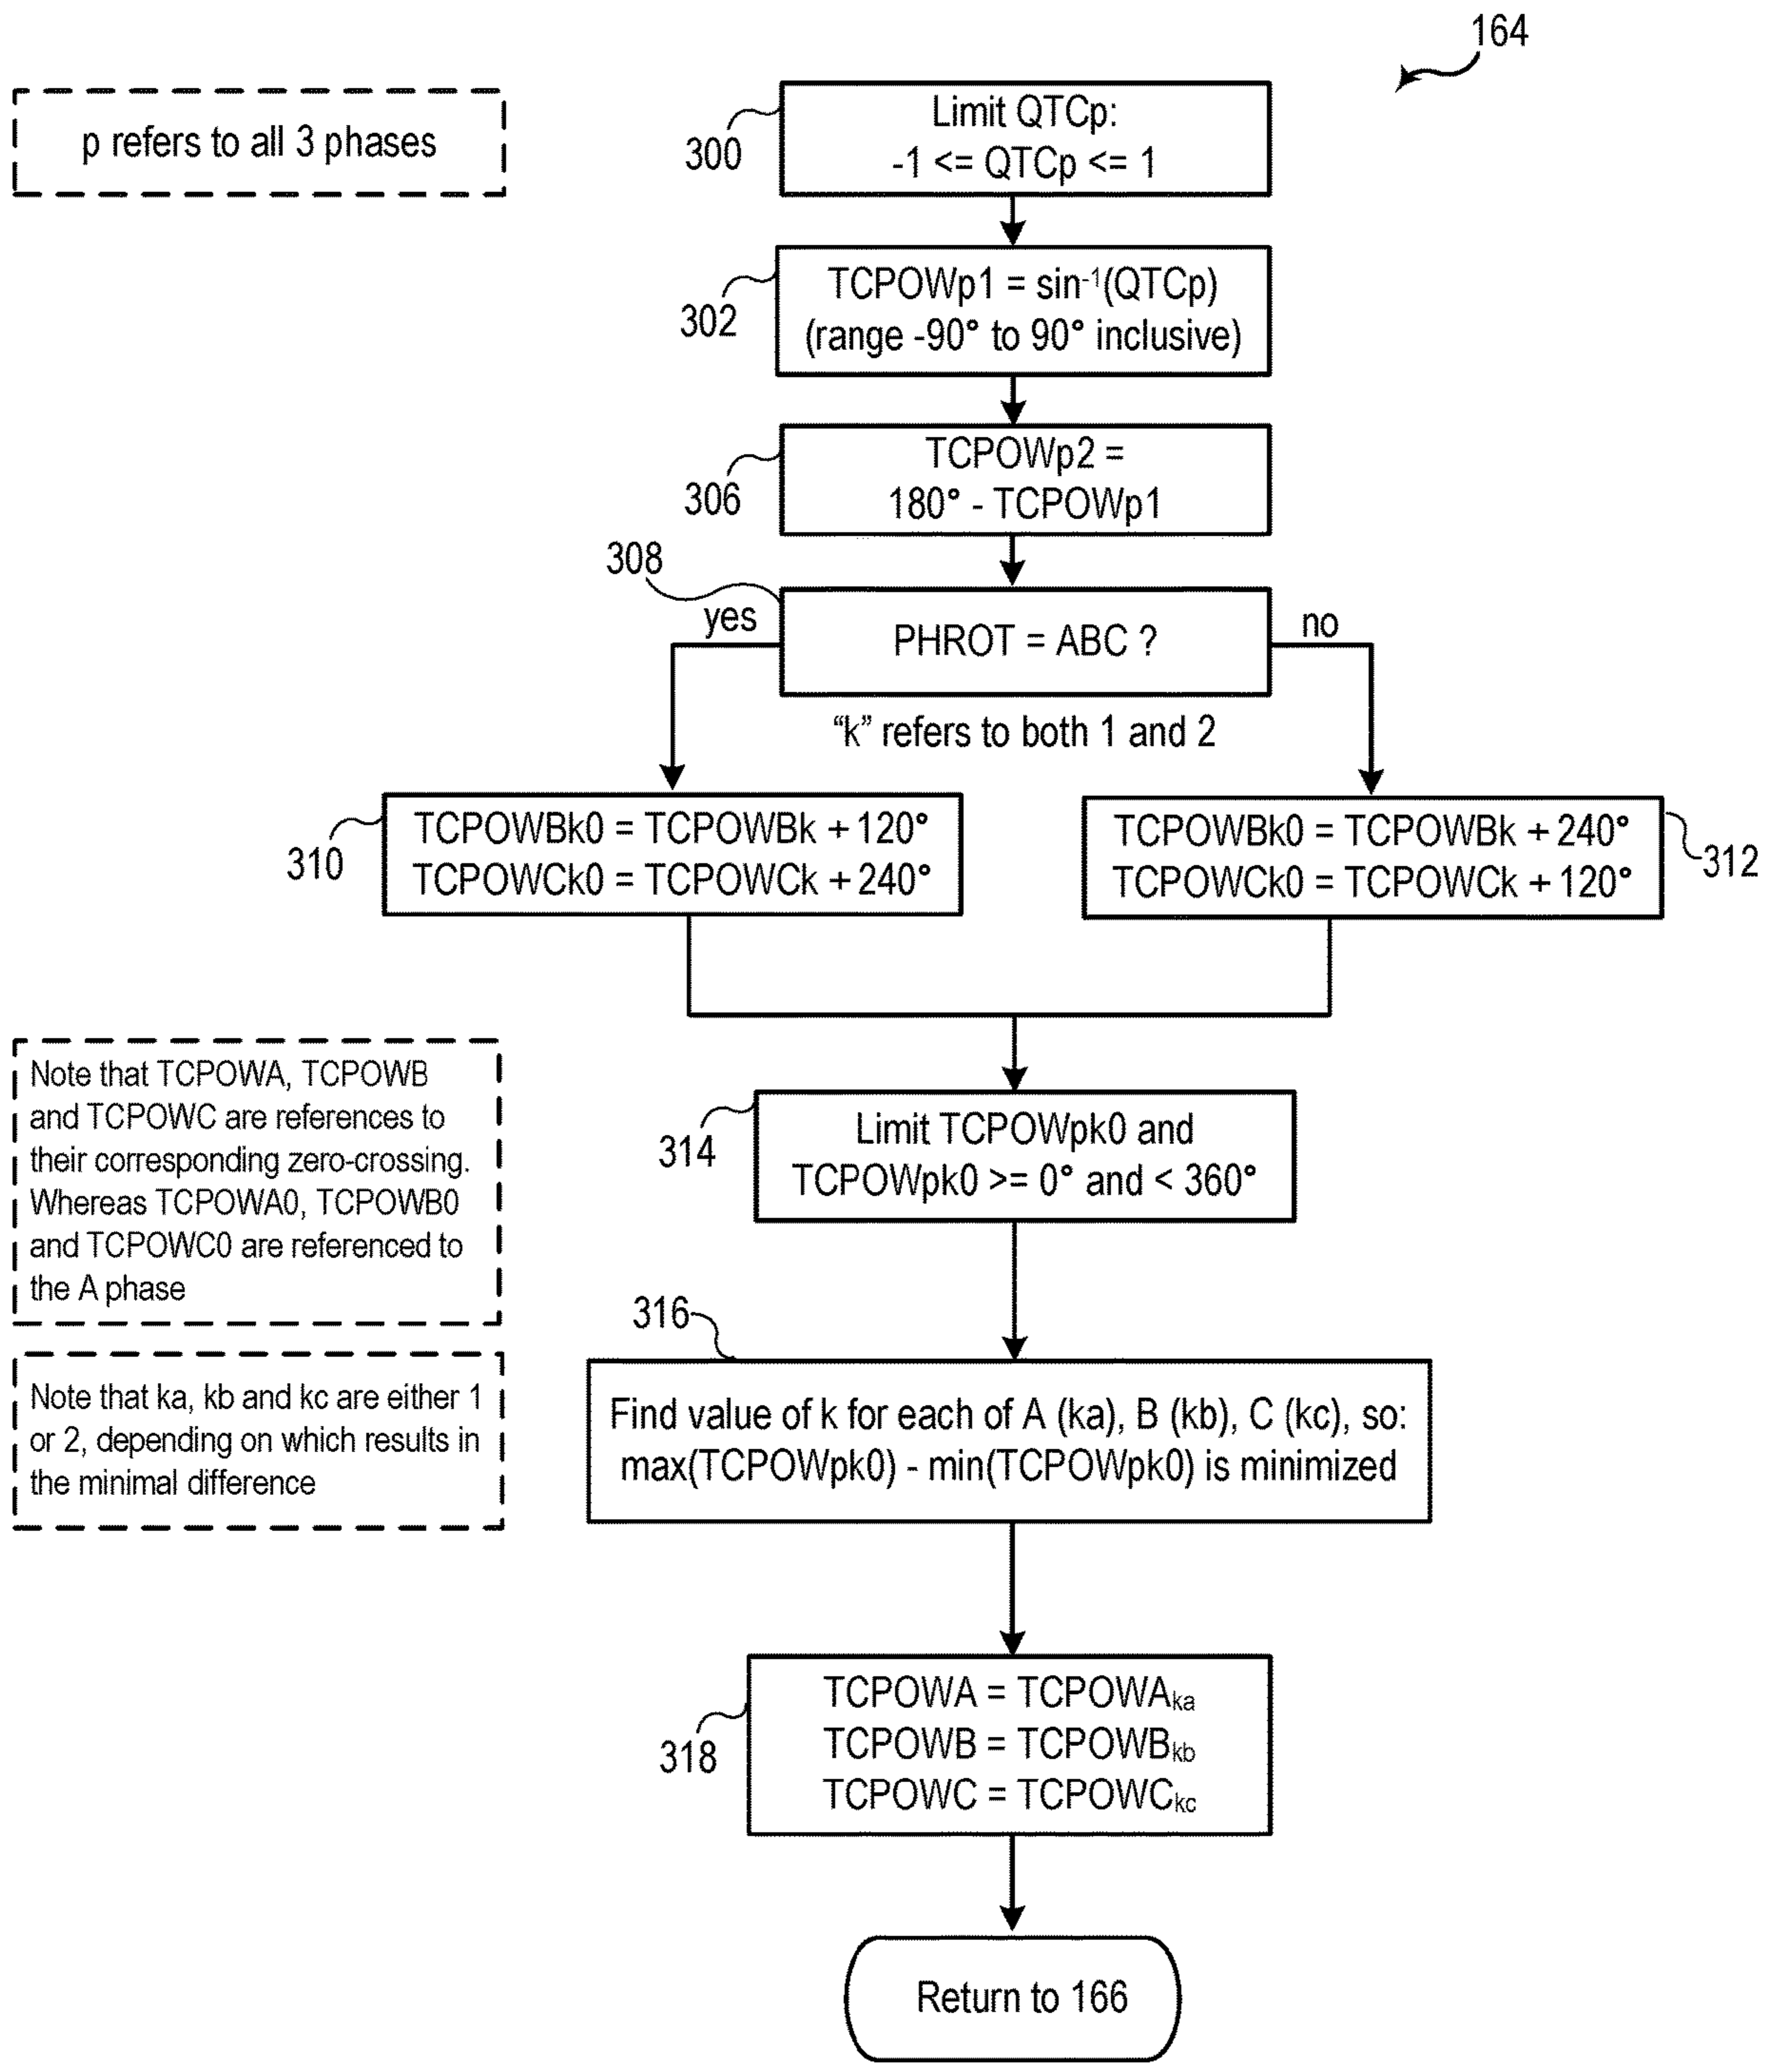 164
p refers to all 3 phases
300
Limit QTCp:
-1 <= QTCp <= 1
302
TCPOWp1 = sin⁻¹(QTCp)
(range -90° to 90° inclusive)
306
TCPOWp2 =
180° - TCPOWp1
308
yes
PHROT = ABC ?
no
“k” refers to both 1 and 2
310
TCPOWBk0 = TCPOWBk + 120°
TCPOWCk0 = TCPOWCk + 240°
TCPOWBk0 = TCPOWBk + 240°
TCPOWCk0 = TCPOWCk + 120°
312
Note that TCPOWA, TCPOWB
and TCPOWC are references to
their corresponding zero-crossing.
Whereas TCPOWA0, TCPOWB0
and TCPOWC0 are referenced to
the A phase
314
Limit TCPOWpk0 and
TCPOWpk0 >= 0° and < 360°
316
Find value of k for each of A (ka), B (kb), C (kc), so:
max(TCPOWpk0) - min(TCPOWpk0) is minimized
Note that ka, kb and kc are either 1
or 2, depending on which results in
the minimal difference
318
TCPOWA = TCPOWAka
TCPOWB = TCPOWBkb
TCPOWC = TCPOWCkc
Return to 166